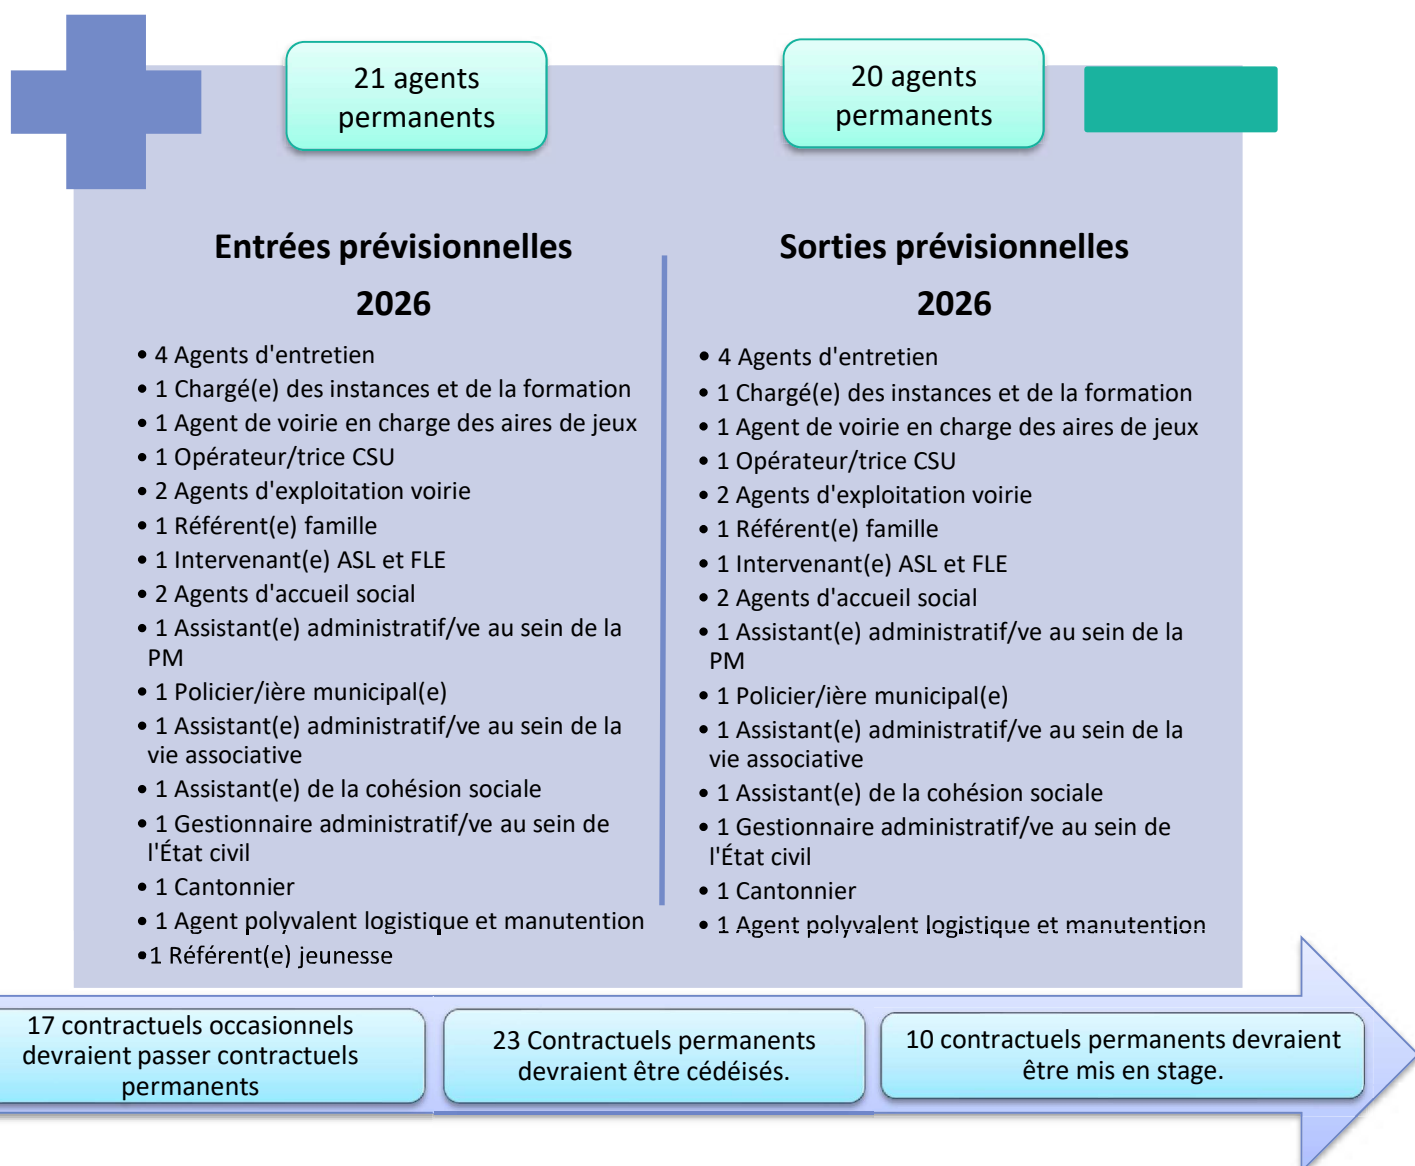 21 agents
permanents
20 agents
permanents
Entrées prévisionnelles
2026
• 4 Agents d'entretien
• 1 Chargé(e) des instances et de la formation
• 1 Agent de voirie en charge des aires de jeux
• 1 Opérateur/trice CSU
• 2 Agents d'exploitation voirie
• 1 Référent(e) famille
• 1 Intervenant(e) ASL et FLE
• 2 Agents d'accueil social
• 1 Assistant(e) administratif/ve au sein de la
PM
• 1 Policier/ière municipal(e)
• 1 Assistant(e) administratif/ve au sein de la
vie associative
• 1 Assistant(e) de la cohésion sociale
• 1 Gestionnaire administratif/ve au sein de
l'État civil
• 1 Cantonnier
• 1 Agent polyvalent logistique et manutention
•1 Référent(e) jeunesse
Sorties prévisionnelles
2026
• 4 Agents d'entretien
• 1 Chargé(e) des instances et de la formation
• 1 Agent de voirie en charge des aires de jeux
• 1 Opérateur/trice CSU
• 2 Agents d'exploitation voirie
• 1 Référent(e) famille
• 1 Intervenant(e) ASL et FLE
• 2 Agents d'accueil social
• 1 Assistant(e) administratif/ve au sein de la
PM
• 1 Policier/ière municipal(e)
• 1 Assistant(e) administratif/ve au sein de la
vie associative
• 1 Assistant(e) de la cohésion sociale
• 1 Gestionnaire administratif/ve au sein de
l'État civil
• 1 Cantonnier
• 1 Agent polyvalent logistique et manutention
17 contractuels occasionnels
devraient passer contractuels
permanents
23 Contractuels permanents
devraient être cédéisés.
10 contractuels permanents devraient
être mis en stage.